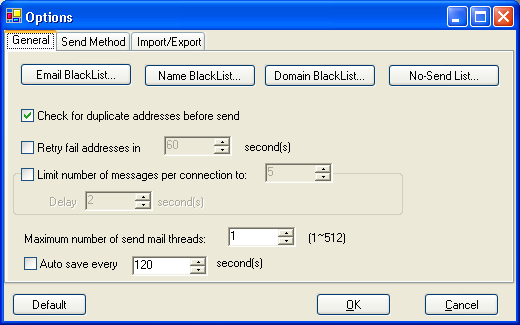 Options
General Send Method Import/Export
Email BlackList... Name BlackList... Domain BlackList... No-Send List...
Check for duplicate addresses before send
Retry fail addresses in 60 second(s)
Limit number of messages per connection to: 5
Delay 2 second(s)
Maximum number of send mail threads: 1 (1~512)
Auto save every 120 second(s)
Default OK Cancel